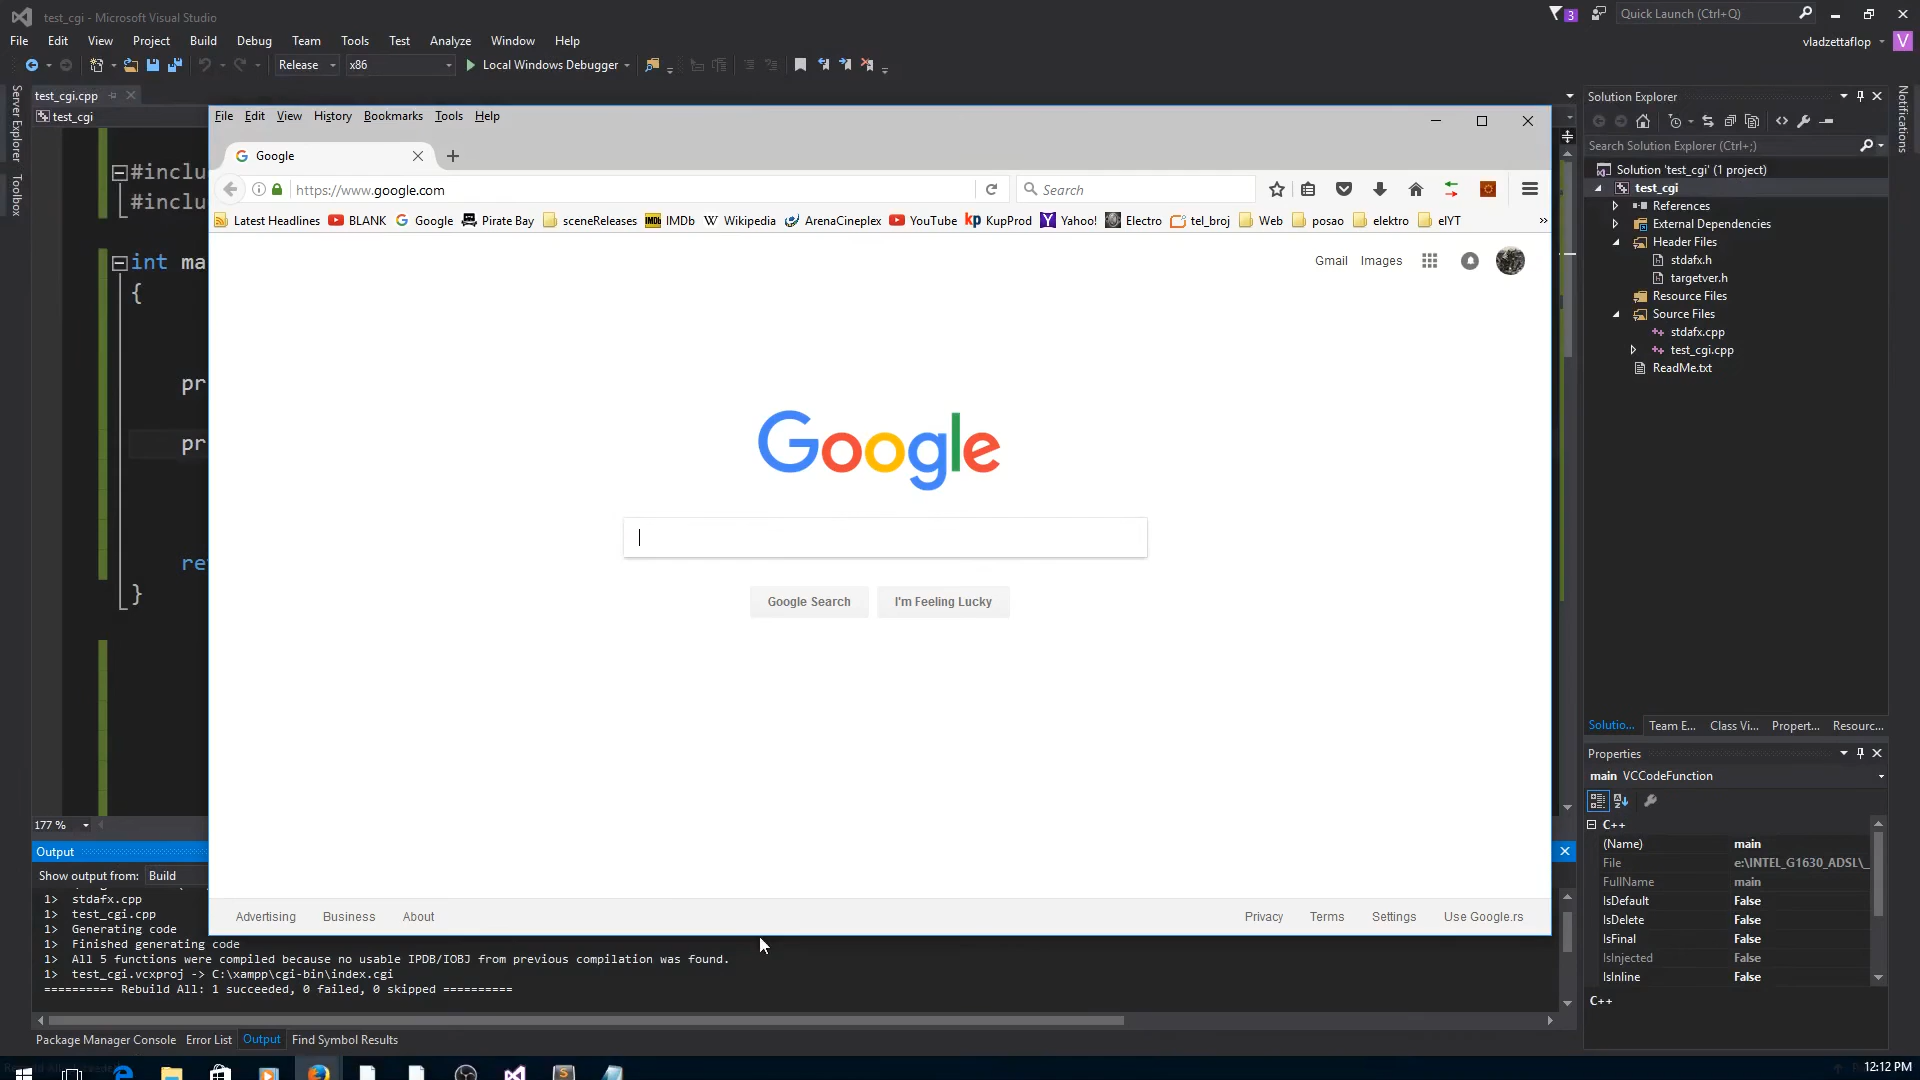 test_cgi - Microsoft Visual Studio
3
Quick Launch (Ctrl+Q)
File Edit View Project Build Debug Team Tools Test Analyze Window Help
vladzettaflop
V
Release
x86
Local Windows Debugger
Server Explorer
Toolbox
test_cgi.cpp
test_cgi
#inclu
#inclu
int ma
{
pr
pr
re
}
177 %
File Edit View History Bookmarks Tools Help
Google
https://www.google.com
Search
Latest Headlines BLANK Google Pirate Bay sceneReleases IMDb Wikipedia ArenaCineplex YouTube KupProd Yahoo! Electro tel_broj Web posao elektro elYT
Gmail Images
Google
Google Search I'm Feeling Lucky
Advertising Business About
Privacy Terms Settings Use Google.rs
Output
Show output from: Build
1> stdafx.cpp
1> test_cgi.cpp
1> Generating code
1> Finished generating code
1> All 5 functions were compiled because no usable IPDB/IOBJ from previous compilation was found.
1> test_cgi.vcxproj -> C:\xampp\cgi-bin\index.cgi
========== Rebuild All: 1 succeeded, 0 failed, 0 skipped ==========
Package Manager Console Error List Output Find Symbol Results
Solution Explorer
Search Solution Explorer (Ctrl+;)
Solution 'test_cgi' (1 project)
test_cgi
References
External Dependencies
Header Files
stdafx.h
targetver.h
Resource Files
Source Files
stdafx.cpp
test_cgi.cpp
ReadMe.txt
Solutio... Team E... Class Vi... Propert... Resourc...
Properties
main VCCodeFunction
C++
(Name) main
File e:\INTEL_G1630_ADSL\_
FullName main
IsDefault False
IsDelete False
IsFinal False
IsInjected False
IsInline False
C++
Notifications
12:12 PM